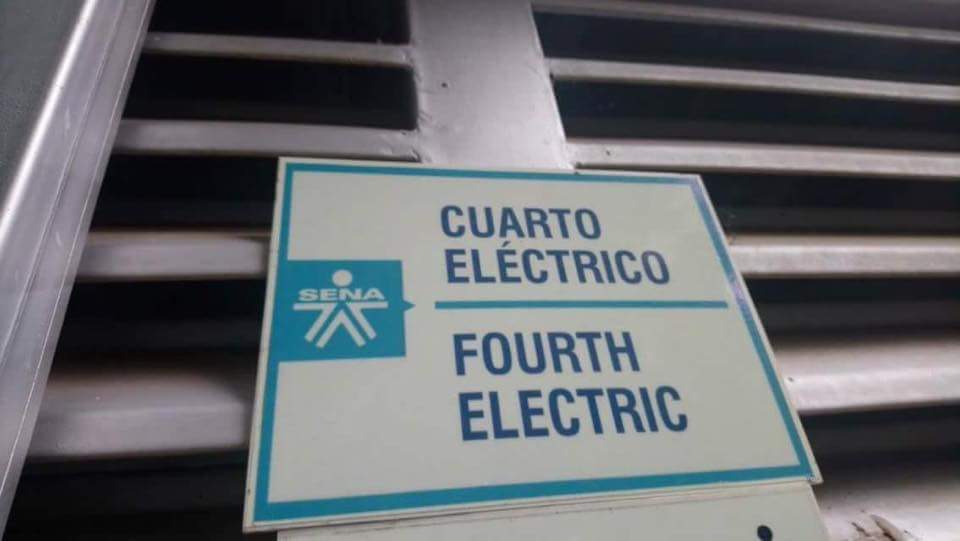 SENA
CUARTO
ELÉCTRICO
FOURTH
ELECTRIC